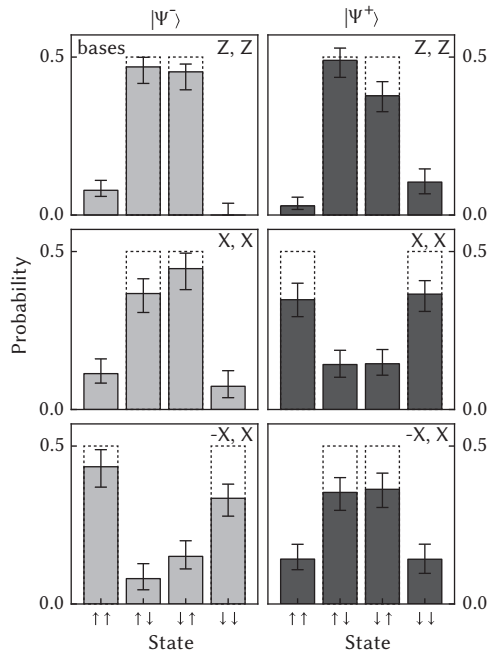 |Ψ⁻⟩ |Ψ⁺⟩
bases Z, Z Z, Z
0.5 0.5
0.0 0.0
X, X X, X
0.5 0.5
0.0 0.0
-X, X -X, X
0.5 0.5
0.0 0.0
Probability
↑↑ ↑↓ ↓↑ ↓↓ ↑↑ ↑↓ ↓↑ ↓↓
State State